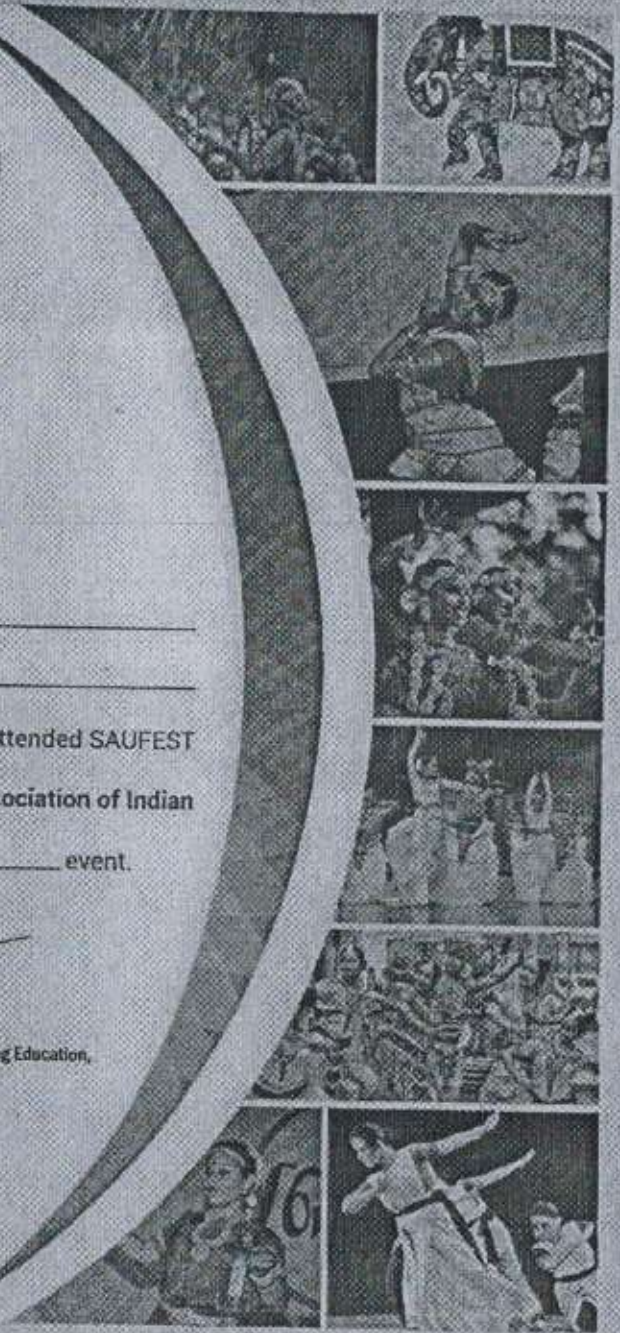 ttended SAUFEST
ociation of Indian
event.
g Education,